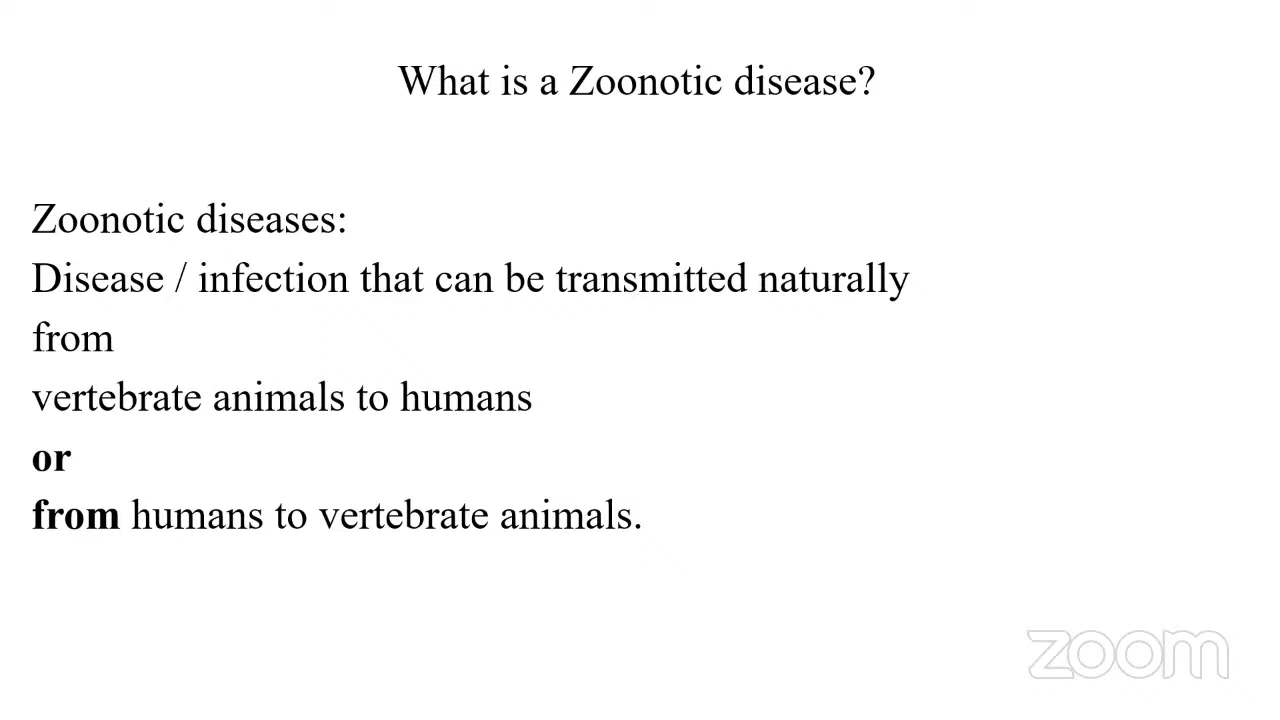 What is a Zoonotic disease?
Zoonotic diseases:
Disease / infection that can be transmitted naturally
from
vertebrate animals to humans
or
from humans to vertebrate animals.
zoom